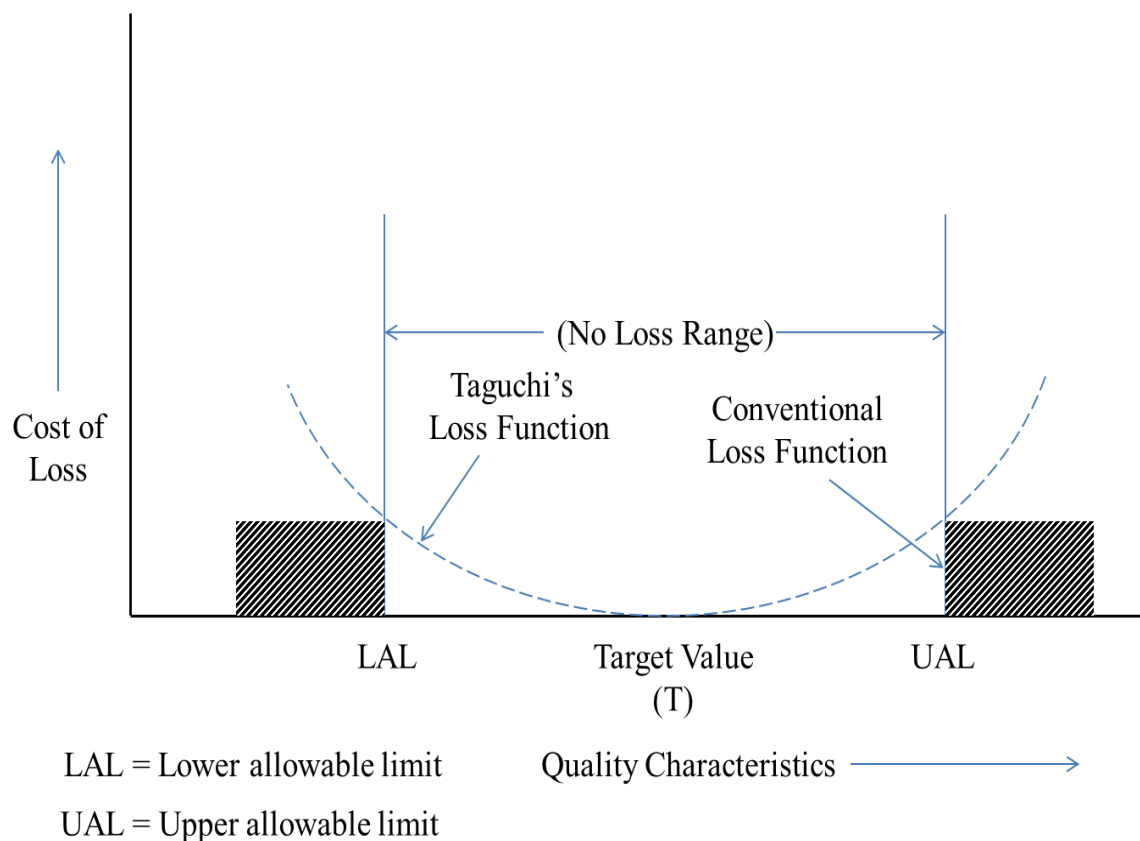 (No Loss Range)
Taguchi's
Loss Function
Conventional
Loss Function
Cost of
Loss
LAL
Target Value
(T)
UAL
LAL = Lower allowable limit
Quality Characteristics
UAL = Upper allowable limit